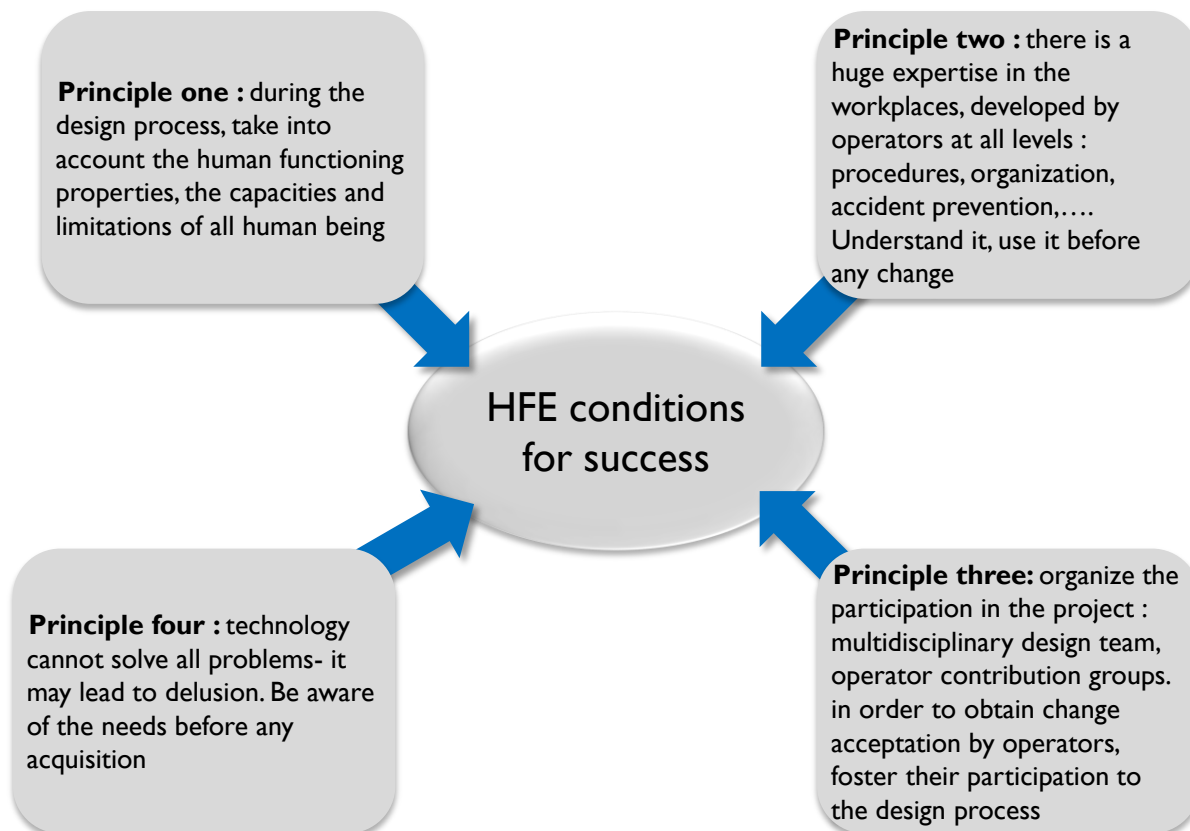 Principle one : during the
design process, take into
account the human functioning
properties, the capacities and
limitations of all human being
Principle two : there is a
huge expertise in the
workplaces, developed by
operators at all levels :
procedures, organization,
accident prevention,….
Understand it, use it before
any change
HFE conditions
for success
Principle four : technology
cannot solve all problems- it
may lead to delusion. Be aware
of the needs before any
acquisition
Principle three: organize the
participation in the project :
multidisciplinary design team,
operator contribution groups.
in order to obtain change
acceptation by operators,
foster their participation to
the design process